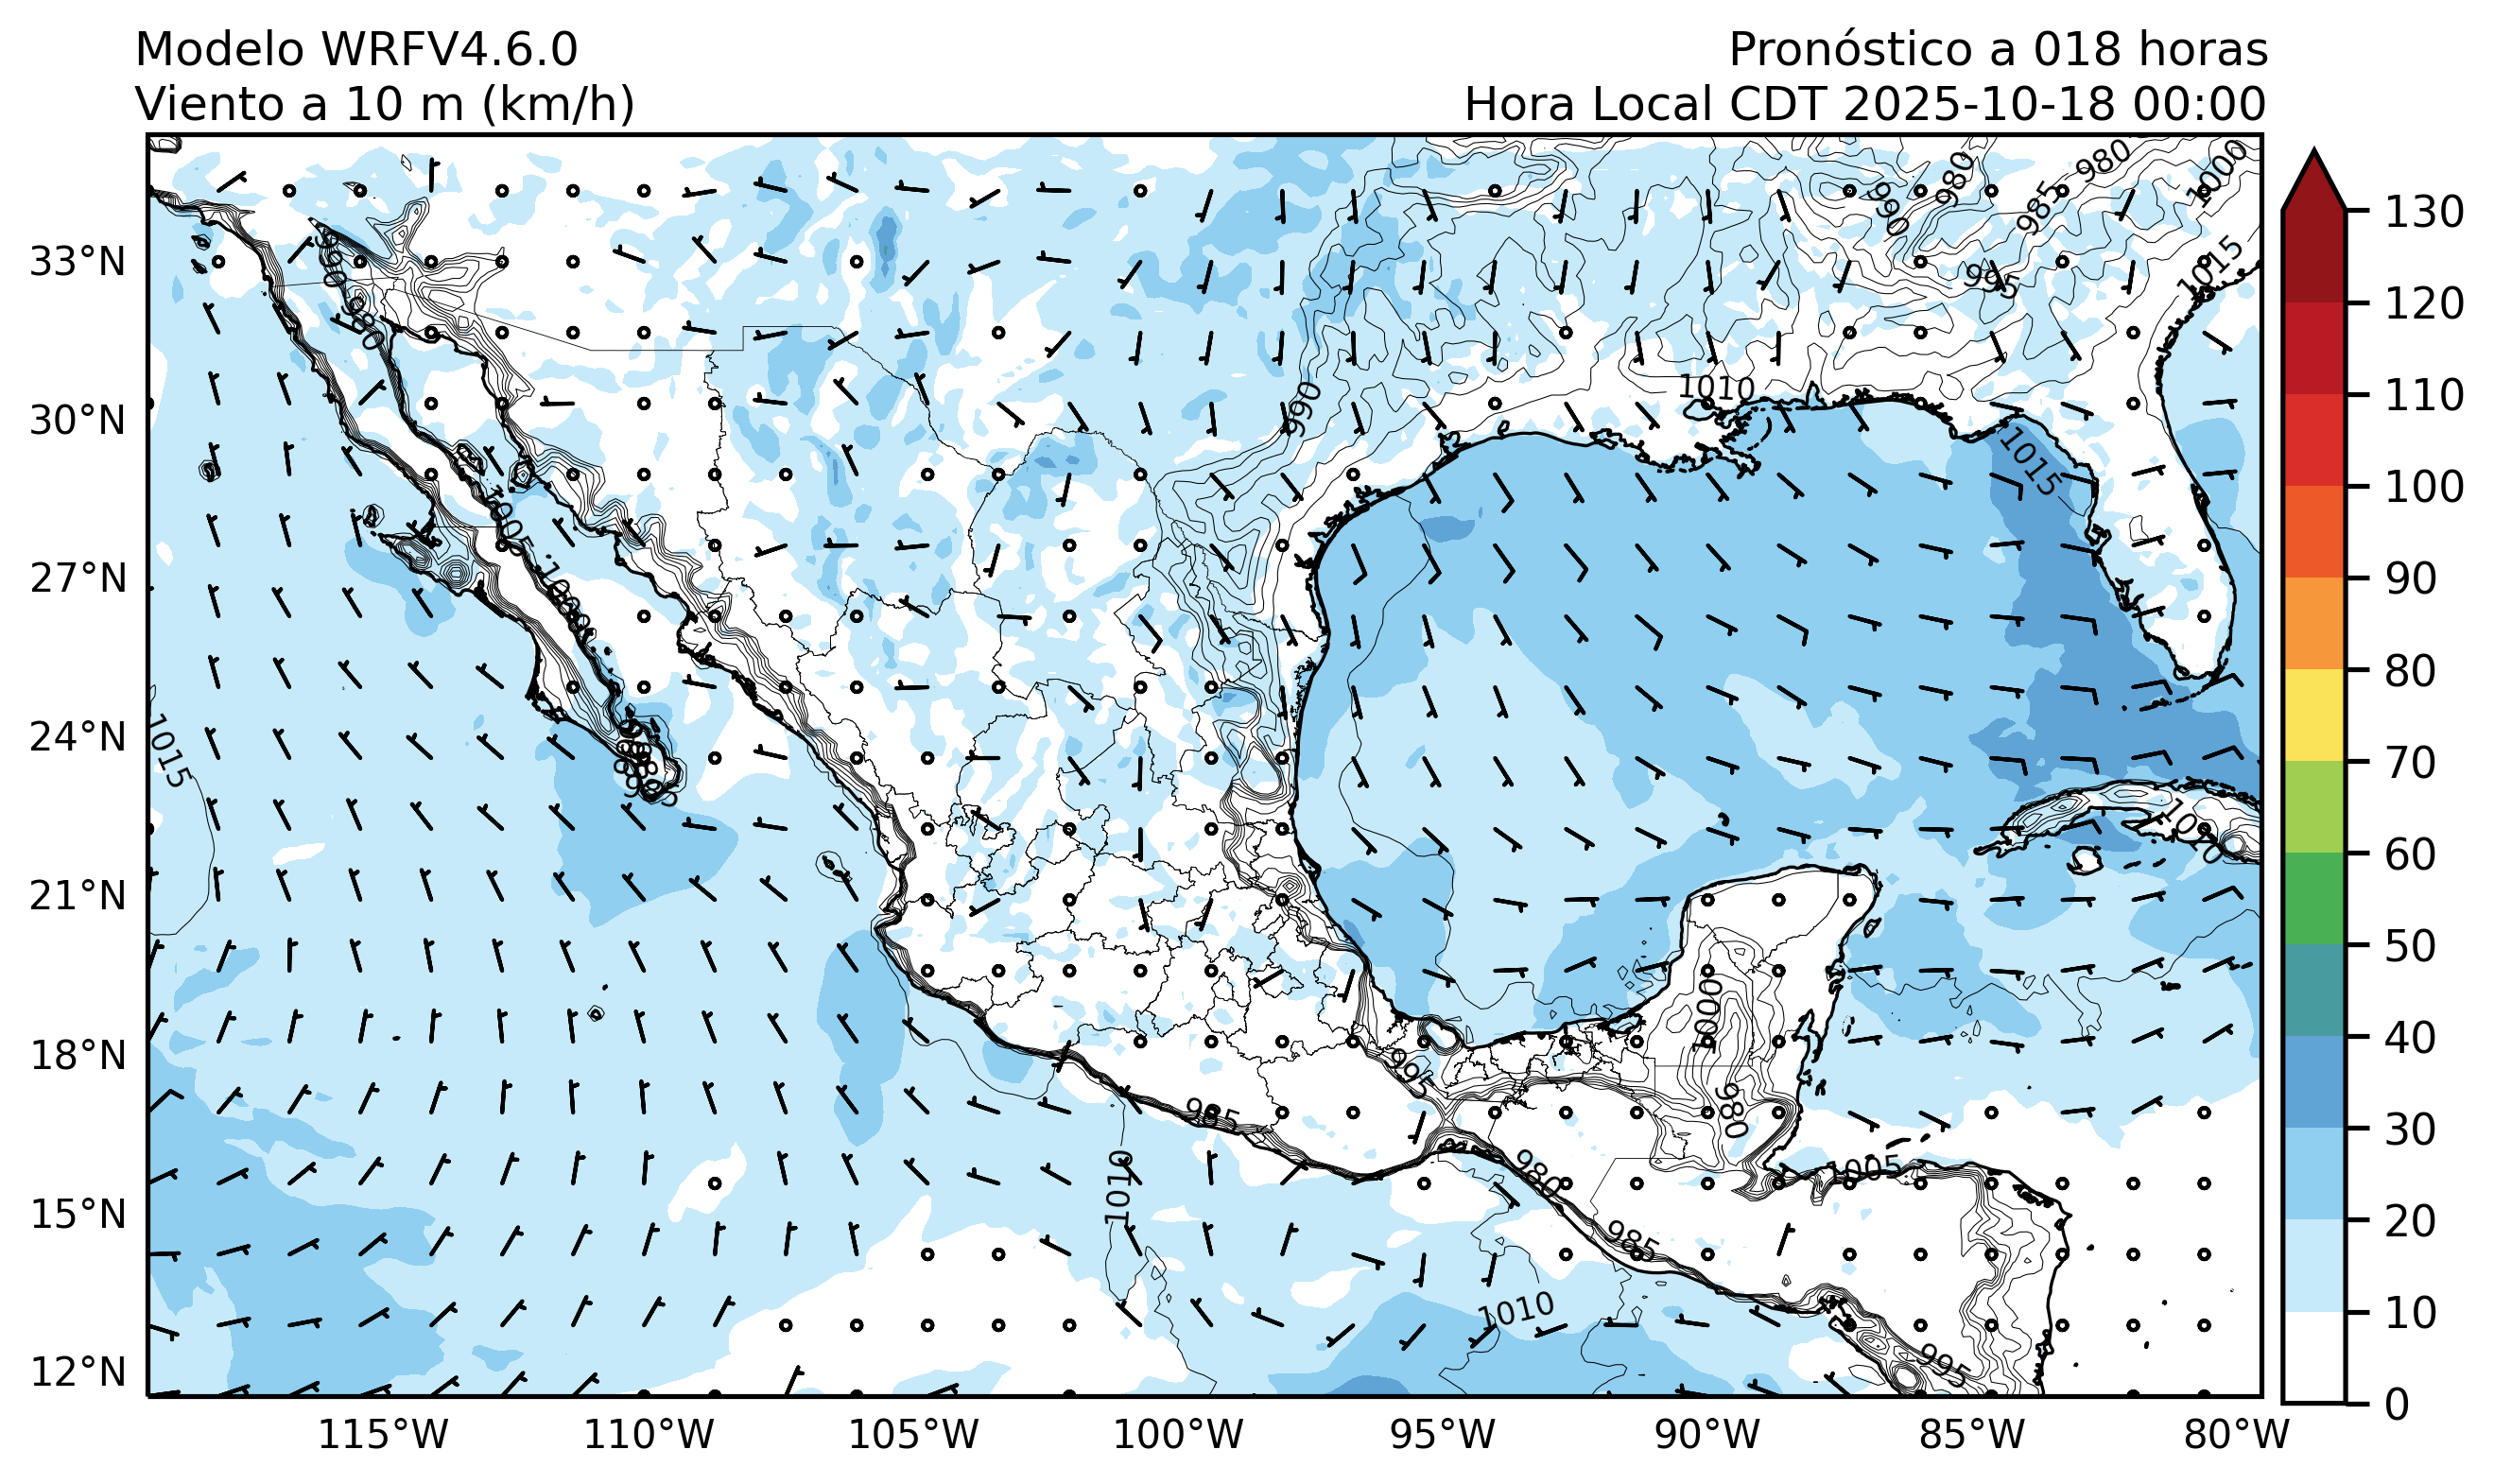 Modelo WRFV4.6.0
Pronóstico a 018 horas
Viento a 10 m (km/h)
Hora Local CDT 2025-10-18 00:00
980
980
1000
990
985
1015
995
33°N
1010
990
30°N
1015
1005
27°N
24°N
1015
21°N
1000
18°N
995
980
985
1005
980
1010
15°N
985
1010
995
12°N
115°W
110°W
105°W
100°W
95°W
90°W
85°W
80°W
130
120
110
100
90
80
70
60
50
40
30
20
10
0